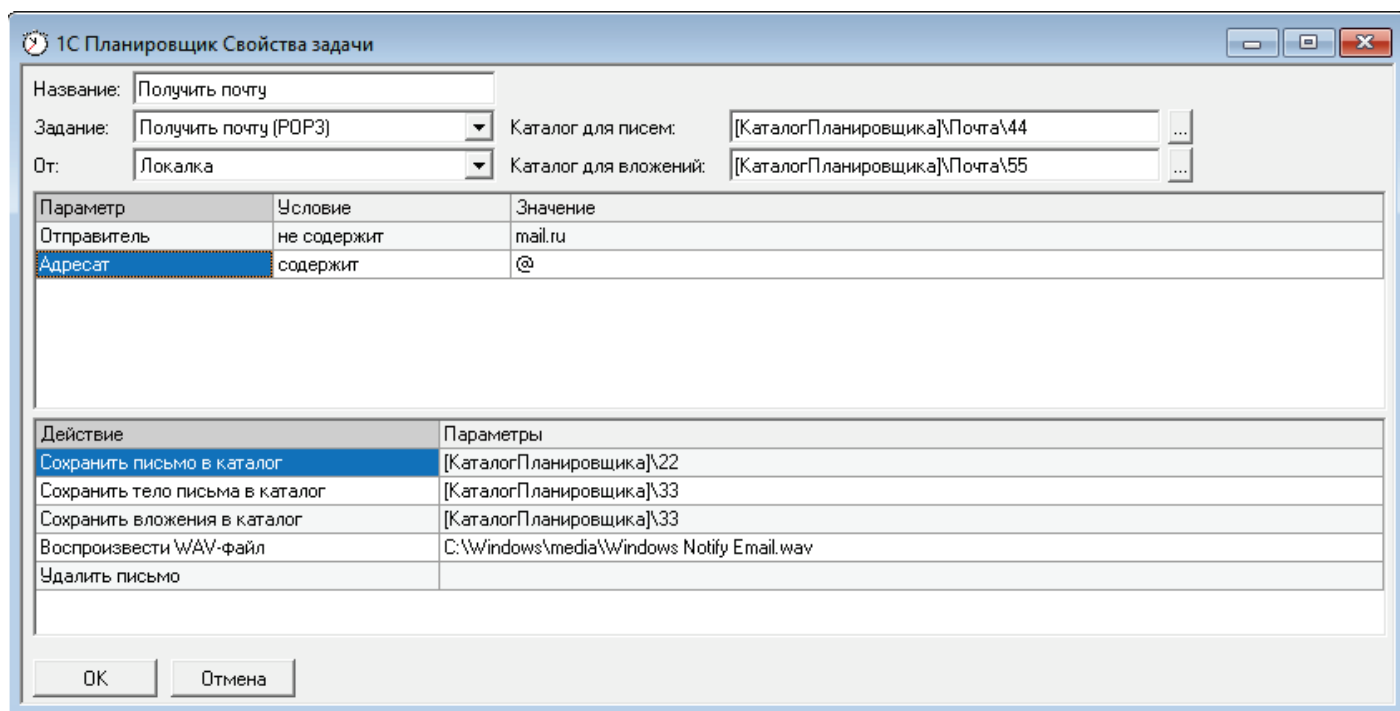 1С Планировщик Свойства задачи
Название: Получить почту
Задание: Получить почту (POP3) Каталог для писем: [КаталогПланировщика]\Почта\44 ...
От: Локалка Каталог для вложений: [КаталогПланировщика]\Почта\55 ...
Параметр Условие Значение
Отправитель не содержит mail.ru
Адресат содержит @
Действие Параметры
Сохранить письмо в каталог [КаталогПланировщика]\22
Сохранить тело письма в каталог [КаталогПланировщика]\33
Сохранить вложения в каталог [КаталогПланировщика]\33
Воспроизвести WAV-файл C:\Windows\media\Windows Notify Email.wav
Удалить письмо
OK Отмена